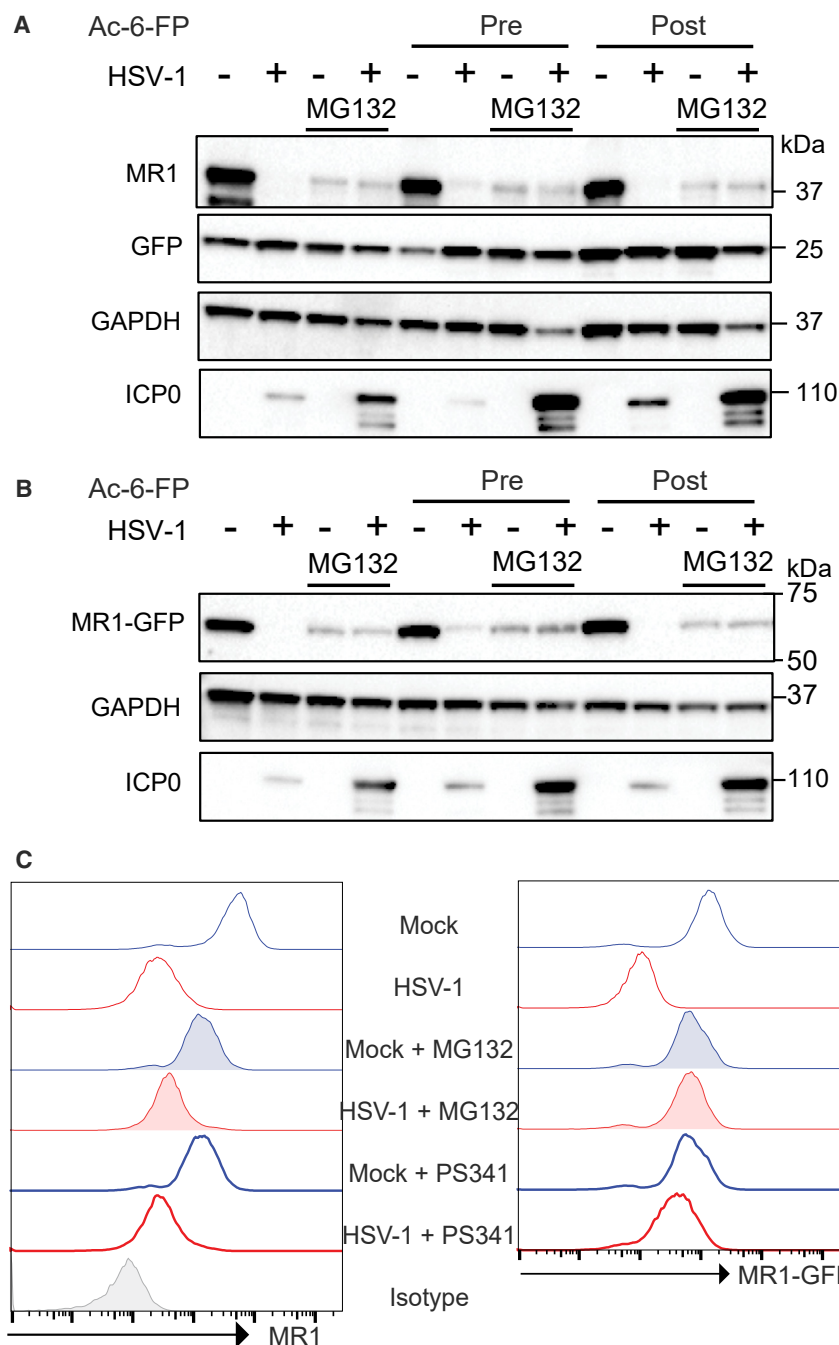 A
Ac-6-FP Pre Post
HSV-1 - + - + - + - + - + - +
MG132 MG132 MG132
kDa
MR1
37
GFP
25
GAPDH
37
ICP0
110
B
Ac-6-FP Pre Post
HSV-1 - + - + - + - + - + - +
MG132 MG132 MG132
kDa
75
MR1-GFP
50
GAPDH
37
ICP0
110
C
Mock
HSV-1
Mock + MG132
HSV-1 + MG132
Mock + PS341
HSV-1 + PS341
Isotype
MR1
MR1-GFP